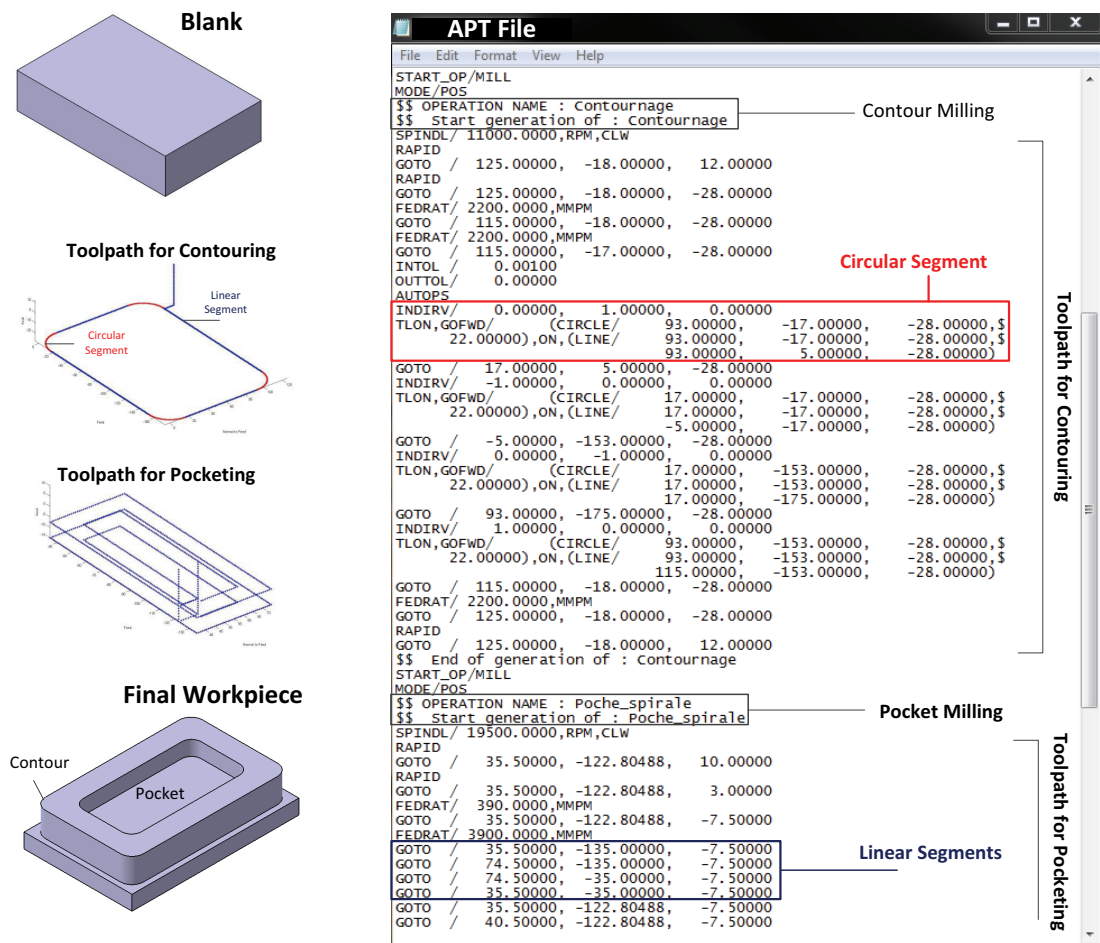 Blank
Toolpath for Contouring
Linear
Segment
Circular
Segment
Toolpath for Pocketing
Final Workpiece
Contour
Pocket
APT File
File Edit Format View Help
START_OP/MILL
MODE/POS
$$ OPERATION NAME : Contournage
$$  Start generation of : Contournage
SPINDL/ 11000.0000,RPM,CLW
RAPID
GOTO  /  125.00000,  -18.00000,   12.00000
RAPID
GOTO  /  125.00000,  -18.00000,  -28.00000
FEDRAT/ 2200.0000,MMPM
GOTO  /  115.00000,  -18.00000,  -28.00000
FEDRAT/ 2200.0000,MMPM
GOTO  /  115.00000,  -17.00000,  -28.00000
INTOL /    0.00100
OUTTOL/    0.00000
AUTOPS
INDIRV/    0.00000,    1.00000,    0.00000
TLON,GOFWD/     (CIRCLE/    93.00000,   -17.00000,   -28.00000,$
22.00000),ON,(LINE/    93.00000,   -17.00000,   -28.00000,$
93.00000,     5.00000,   -28.00000)
GOTO  /   17.00000,    5.00000,  -28.00000
INDIRV/   -1.00000,    0.00000,    0.00000
TLON,GOFWD/     (CIRCLE/    17.00000,   -17.00000,   -28.00000,$
22.00000),ON,(LINE/    17.00000,   -17.00000,   -28.00000,$
-5.00000,   -17.00000,   -28.00000)
GOTO  /   -5.00000, -153.00000,  -28.00000
INDIRV/    0.00000,   -1.00000,    0.00000
TLON,GOFWD/     (CIRCLE/    17.00000,  -153.00000,   -28.00000,$
22.00000),ON,(LINE/    17.00000,  -153.00000,   -28.00000,$
17.00000,  -175.00000,   -28.00000)
GOTO  /   93.00000, -175.00000,  -28.00000
INDIRV/    1.00000,    0.00000,    0.00000
TLON,GOFWD/     (CIRCLE/    93.00000,  -153.00000,   -28.00000,$
22.00000),ON,(LINE/    93.00000,  -153.00000,   -28.00000,$
115.00000,  -153.00000,   -28.00000)
GOTO  /  115.00000,  -18.00000,  -28.00000
FEDRAT/ 2200.0000,MMPM
GOTO  /  125.00000,  -18.00000,  -28.00000
RAPID
GOTO  /  125.00000,  -18.00000,   12.00000
$$  End of generation of : Contournage
START_OP/MILL
MODE/POS
$$ OPERATION NAME : Poche_spirale
$$  Start generation of : Poche_spirale
SPINDL/ 19500.0000,RPM,CLW
RAPID
GOTO  /   35.50000, -122.80488,   10.00000
RAPID
GOTO  /   35.50000, -122.80488,    3.00000
FEDRAT/  390.0000,MMPM
GOTO  /   35.50000, -122.80488,   -7.50000
FEDRAT/ 3900.0000,MMPM
GOTO  /   35.50000, -135.00000,   -7.50000
GOTO  /   74.50000, -135.00000,   -7.50000
GOTO  /   74.50000,  -35.00000,   -7.50000
GOTO  /   35.50000,  -35.00000,   -7.50000
GOTO  /   35.50000, -122.80488,   -7.50000
GOTO  /   40.50000, -122.80488,   -7.50000
Contour Milling
Circular Segment
Toolpath for Contouring
Pocket Milling
Linear Segments
Toolpath for Pocketing